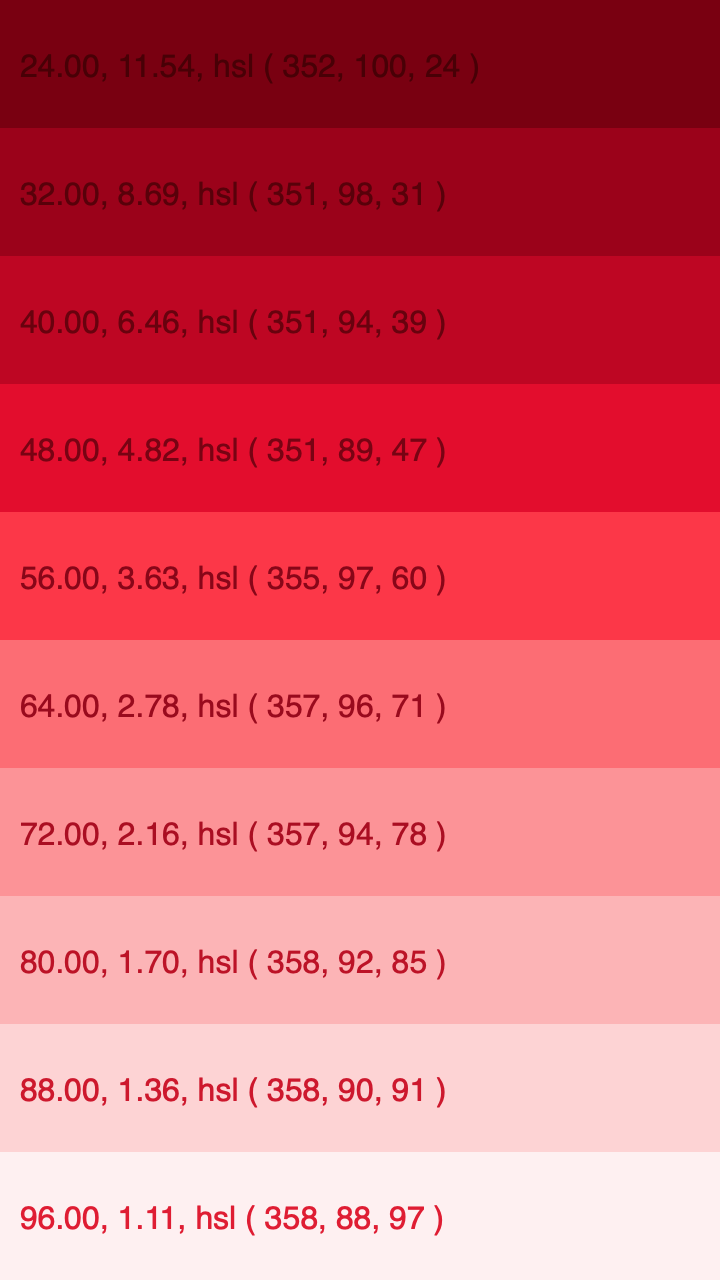 24.00, 11.54, hsl ( 352, 100, 24 )
32.00, 8.69, hsl ( 351, 98, 31 )
40.00, 6.46, hsl ( 351, 94, 39 )
48.00, 4.82, hsl ( 351, 89, 47 )
56.00, 3.63, hsl ( 355, 97, 60 )
64.00, 2.78, hsl ( 357, 96, 71 )
72.00, 2.16, hsl ( 357, 94, 78 )
80.00, 1.70, hsl ( 358, 92, 85 )
88.00, 1.36, hsl ( 358, 90, 91 )
96.00, 1.11, hsl ( 358, 88, 97 )